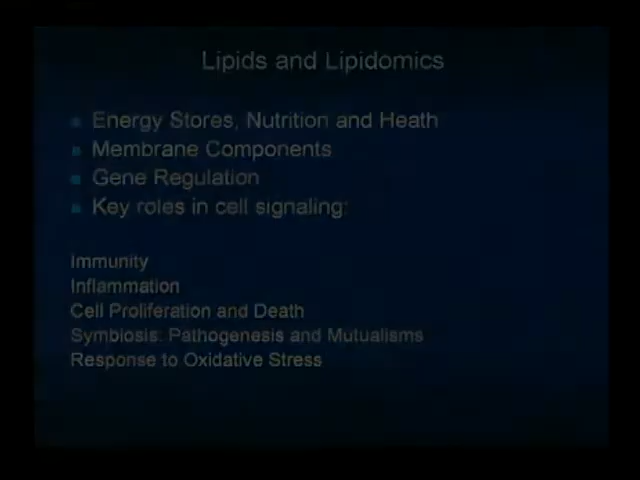 Lipids and Lipidomics
Energy Stores, Nutrition and Heath
Membrane Components
Gene Regulation
Key roles in cell signaling:
Immunity
Inflammation
Cell Proliferation and Death
Symbiosis: Pathogenesis and Mutualisms
Response to Oxidative Stress